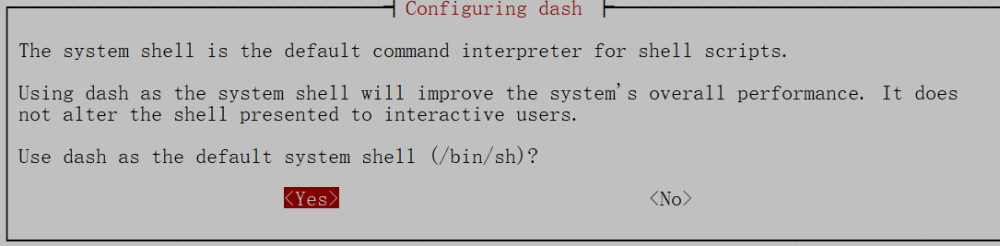 Configuring dash
The system shell is the default command interpreter for shell scripts.
Using dash as the system shell will improve the system's overall performance. It does
not alter the shell presented to interactive users.
Use dash as the default system shell (/bin/sh)?
<Yes> <No>